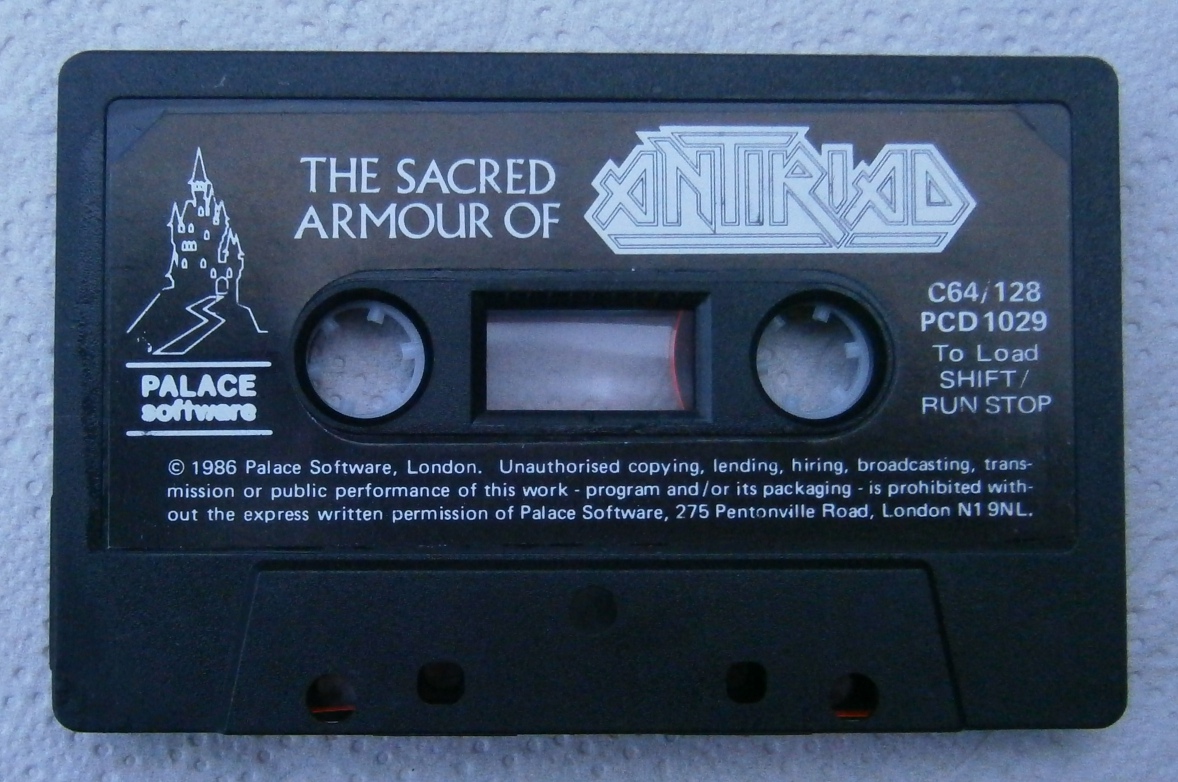 THE SACRED
ARMOUR OF
ANTIRIAD
C64/128
PCD1029
To Load
SHIFT/
RUN STOP
PALACE
software
© 1986 Palace Software, London. Unauthorised copying, lending, hiring, broadcasting, trans-
mission or public performance of this work - program and/or its packaging - is prohibited with-
out the express written permission of Palace Software, 275 Pentonville Road, London N1 9NL.